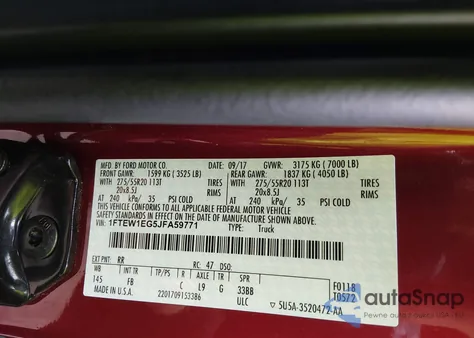 MFD. BY FORD MOTOR CO. 09/17 GVWR: 3175 KG (7000 LB)
FRONT GAWR: 1599 KG (3525 LB) REAR GAWR: 1837 KG (4050 LB)
WITH 275/55R20 113T TIRES WITH 275/55R20 113T TIRES
20x8.5J RIMS 20x8.5J RIMS
AT 240 kPa/ 35 PSI COLD AT 240 kPa/ 35 PSI COLD
THIS VEHICLE CONFORMS TO ALL APPLICABLE FEDERAL MOTOR VEHICLE
SAFETY STANDARDS IN EFFECT ON THE DATE OF MANUFACTURE SHOWN ABOVE.
VIN: 1FTEW1EG5JFA59771 TYPE: Truck
EXT PNT: RR RC: 47 DSO: F0118
WB INT TR TP/PS R AXLE TR SPR T0572
145 FB C L9 G 33BB
MADE IN U.S.A. 2201709153386 ULC 5U5A-3520472-AA
autoSnap